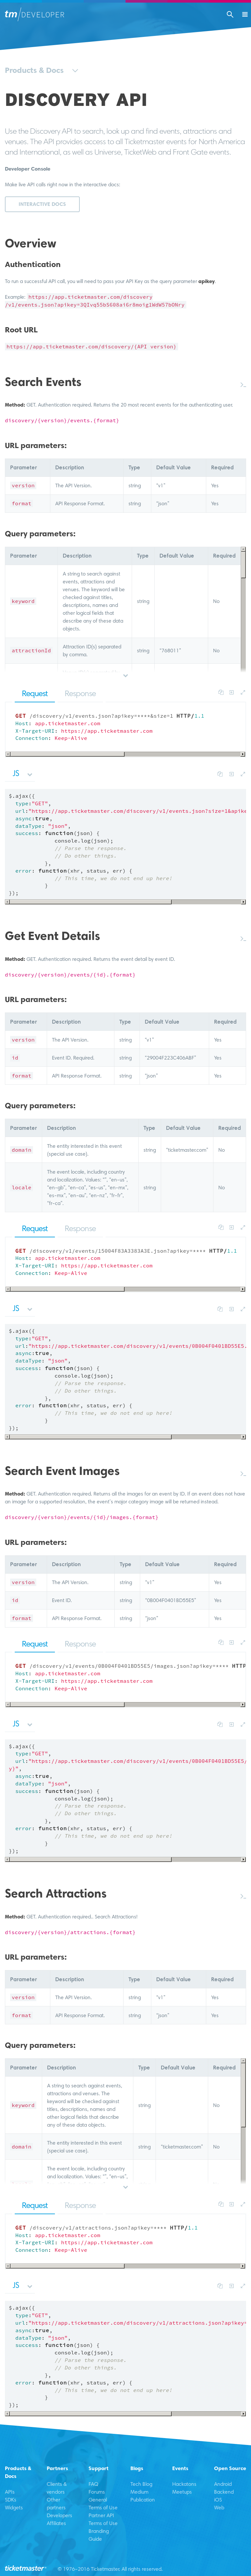 tm/DEVELOPER
Products & Docs
DISCOVERY API
Use the Discovery API to search, look up and find events, attractions and
venues. The API provides access to all Ticketmaster events for North America
and International, as well as Universe, TicketWeb and Front Gate events.
Developer Console
Make live API calls right now in the interactive docs:
INTERACTIVE DOCS
Overview
Authentication
To run a successful API call, you will need to pass your API Key as the query parameter apikey.
Example: https://app.ticketmaster.com/discovery
Root URL
https://app.ticketmaster.com/discovery/{API version}
Search Events
Method: GET. Authentication required. Returns the 20 most recent events for the authenticating user.
discovery/{version}/events.{format}
URL parameters:
Parameter Description Type Default Value Required
version The API Version. string "v1" Yes
format API Response Format. string "json" Yes
Query parameters:
Parameter Description Type Default Value Required
A string to search against
events, attractions and
venues. The keyword will be
checked against titles,
keyword descriptions, names and string No
other logical fields that
describe any of these data
objects.
attractionId Attraction ID(s) separated string "768011" No
by comma.
Request Response
GET /discovery/v1/events.json?apikey=****&size=1 HTTP/1.1
Host: app.ticketmaster.com
X-Target-URI: https://app.ticketmaster.com
Connection: Keep-Alive
JS
$.ajax({
type:"GET",
url:"https://app.ticketmaster.com/discovery/v1/events.json?size=1&apike
async:true,
dataType: "json",
success: function(json) {
console.log(json);
// Parse the response.
// Do other things.
},
error: function(xhr, status, err) {
// This time, we do not end up here!
}
});
Get Event Details
Method: GET. Authentication required. Returns the event detail by event ID.
discovery/{version}/events/{id}.{format}
URL parameters:
Parameter Description Type Default Value Required
version The API Version. string "v1" Yes
id Event ID. Required. string "29004F223C406ABF" Yes
format API Response Format. string "json" Yes
Query parameters:
Parameter Description Type Default Value Required
domain The entity interested in this event string "ticketmaster.com" No
(special use case).
The event locale, including country
and localization. Values: "", "en-us",
locale "en-gb", "en-ca", "es-us", "en-mx", string No
"es-mx", "en-au", "en-nz", "fr-fr",
"fr-ca".
Request Response
GET /discovery/v1/events/15004F83A3383A3E.json?apikey=**** HTTP/1.1
Host: app.ticketmaster.com
X-Target-URI: https://app.ticketmaster.com
Connection: Keep-Alive
JS
$.ajax({
type:"GET",
url:"https://app.ticketmaster.com/discovery/v1/events/0B004F0401BD55E5.
async:true,
dataType: "json",
success: function(json) {
console.log(json);
// Parse the response.
// Do other things.
},
error: function(xhr, status, err) {
// This time, we do not end up here!
}
});
Search Event Images
Method: GET. Authentication required. Returns all the images for an event by ID. If an event does not have
an image for a supported resolution, the event's major category image will be returned instead.
discovery/{version}/events/{id}/images.{format}
URL parameters:
Parameter Description Type Default Value Required
version The API Version. string "v1" Yes
id Event ID. string "0B004F0401BD55E5" Yes
format API Response Format. string "json" Yes
Request Response
GET /discovery/v1/events/0B004F0401BD55E5/images.json?apikey=**** HTTP
Host: app.ticketmaster.com
X-Target-URI: https://app.ticketmaster.com
Connection: Keep-Alive
JS
$.ajax({
type:"GET",
url:"https://app.ticketmaster.com/discovery/v1/events/0B004F0401BD55E5/
y}",
async:true,
dataType: "json",
success: function(json) {
console.log(json);
// Parse the response.
// Do other things.
},
error: function(xhr, status, err) {
// This time, we do not end up here!
}
});
Search Attractions
Method: GET. Authentication required,. Search Attractions!
discovery/{version}/attractions.{format}
URL parameters:
Parameter Description Type Default Value Required
version The API Version. string "v1" Yes
format API Response Format. string "json" Yes
Query parameters:
Parameter Description Type Default Value Required
A string to search against events,
attractions and venues. The
keyword will be checked against
keyword titles, descriptions, names and string No
other logical fields that describe
any of these data objects.
domain The entity interested in this event string "ticketmaster.com" No
(special use case).
The event locale, including country
and localization. Values: "", "en-us",
Request Response
GET /discovery/v1/attractions.json?apikey=**** HTTP/1.1
Host: app.ticketmaster.com
X-Target-URI: https://app.ticketmaster.com
Connection: Keep-Alive
JS
$.ajax({
type:"GET",
url:"https://app.ticketmaster.com/discovery/v1/attractions.json?apikey=
async:true,
dataType: "json",
success: function(json) {
console.log(json);
// Parse the response.
// Do other things.
},
error: function(xhr, status, err) {
// This time, we do not end up here!
}
});
Products & Docs
APIs
SDKs
Widgets
Partners
Clients & vendors
Other partners
Developers
Affiliates
Support
FAQ
Forums
General
Terms of Use
Partner API
Terms of Use
Branding
Guide
Blogs
Tech Blog
Medium
Publication
Events
Hackatons
Meetups
Open Source
Android
Backend
iOS
Web
ticketmaster © 1976-2016 Ticketmaster. All rights reserved.